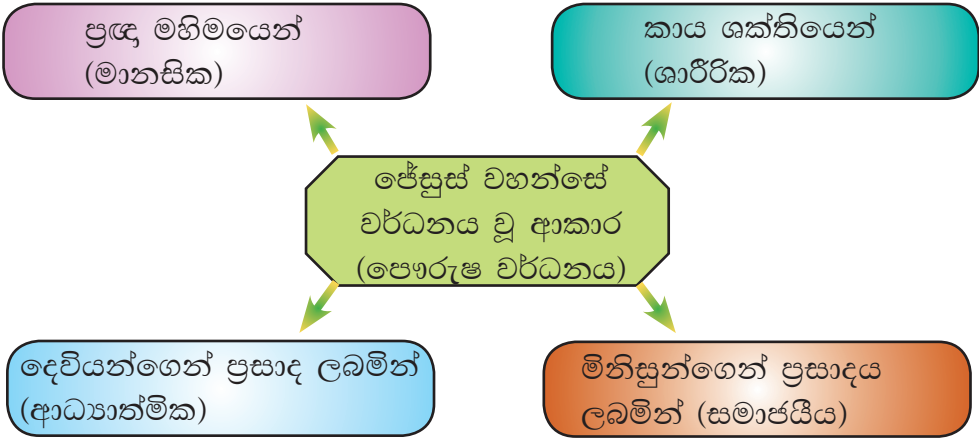 ප්‍රඥා මහිමයෙන්
(මානසික)
කාය ශක්තියෙන්
(ශාරීරික)
ජේසුස් වහන්සේ
වර්ධනය වූ ආකාර
(පෞරුෂ වර්ධනය)
දෙවියන්ගෙන් ප්‍රසාද ලබමින්
(ආධ්‍යාත්මික)
මිනිසුන්ගෙන් ප්‍රසාදය
ලබමින් (සමාජයීය)